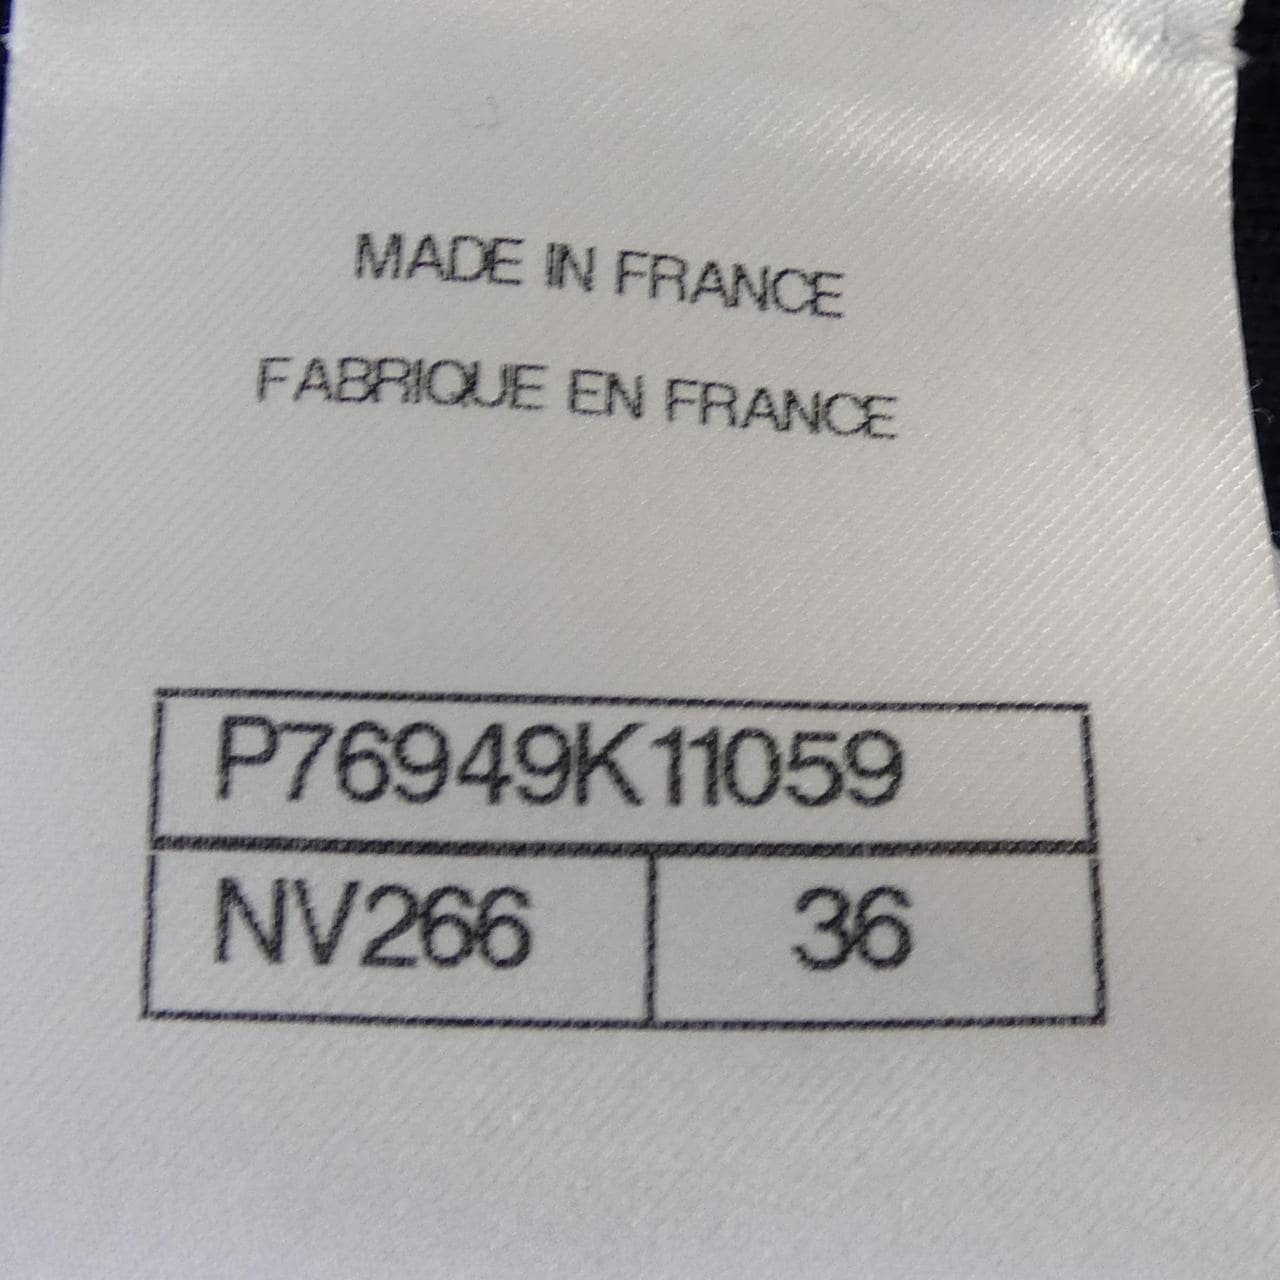 MADE IN FRANCE
FABRIQUE EN FRANCE
P76949K11059
NV266 36